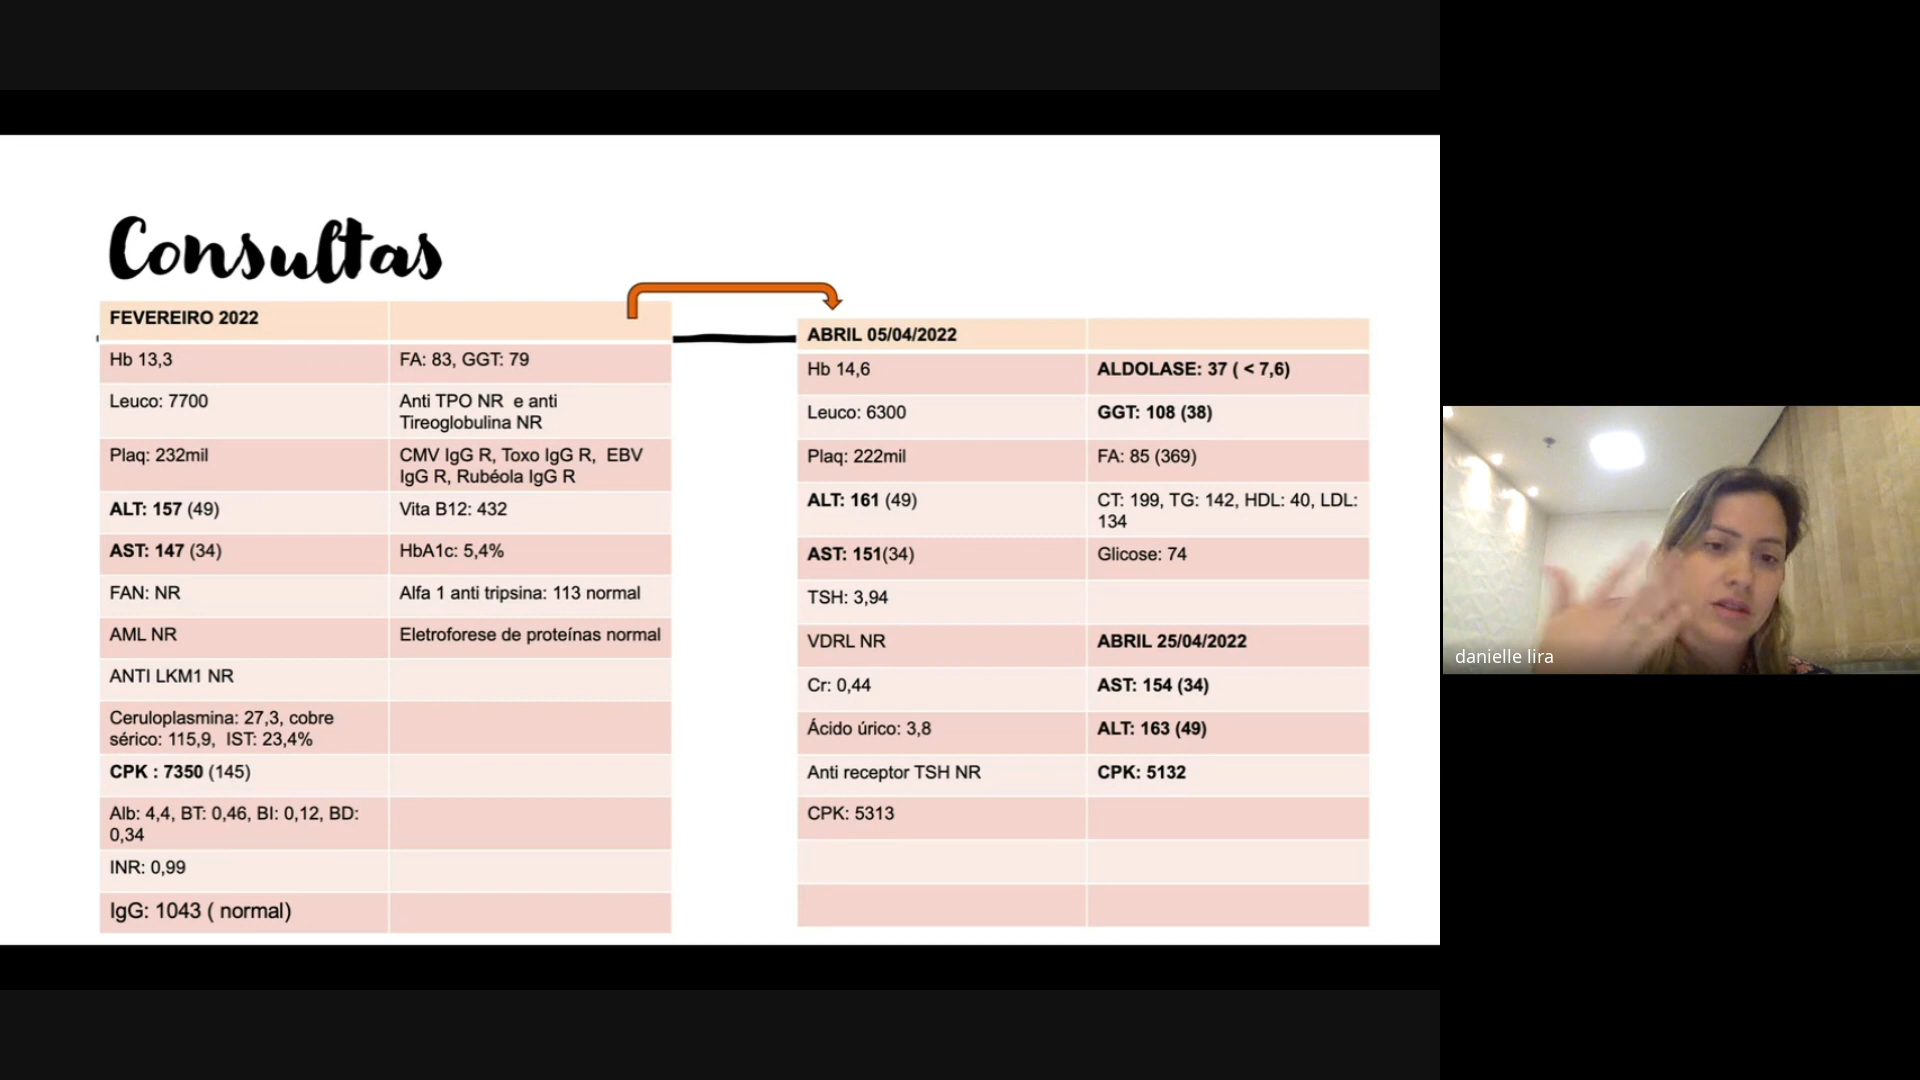 Consultas
FEVEREIRO 2022
Hb 13,3
FA: 83, GGT: 79
Leuco: 7700
Anti TPO NR e anti
Tireoglobulina NR
Plaq: 232mil
CMV IgG R, Toxo IgG R, EBV
IgG R, Rubéola IgG R
ALT: 157 (49)
Vita B12: 432
AST: 147 (34)
HbA1c: 5,4%
FAN: NR
Alfa 1 anti tripsina: 113 normal
AML NR
Eletroforese de proteínas normal
ANTI LKM1 NR
Ceruloplasmina: 27,3, cobre
sérico: 115,9, IST: 23,4%
CPK : 7350 (145)
Alb: 4,4, BT: 0,46, BI: 0,12, BD:
0,34
INR: 0,99
IgG: 1043 ( normal)
ABRIL 05/04/2022
Hb 14,6
ALDOLASE: 37 ( < 7,6)
Leuco: 6300
GGT: 108 (38)
Plaq: 222mil
FA: 85 (369)
ALT: 161 (49)
CT: 199, TG: 142, HDL: 40, LDL:
134
AST: 151(34)
Glicose: 74
TSH: 3,94
VDRL NR
ABRIL 25/04/2022
Cr: 0,44
AST: 154 (34)
Ácido úrico: 3,8
ALT: 163 (49)
Anti receptor TSH NR
CPK: 5132
CPK: 5313
danielle lira